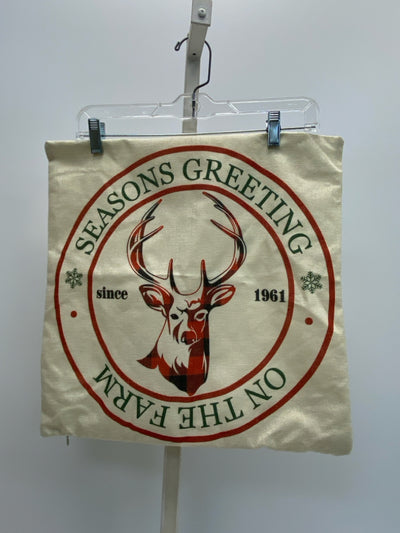 SEASONS GREETING
since 1961
ON THE FARM